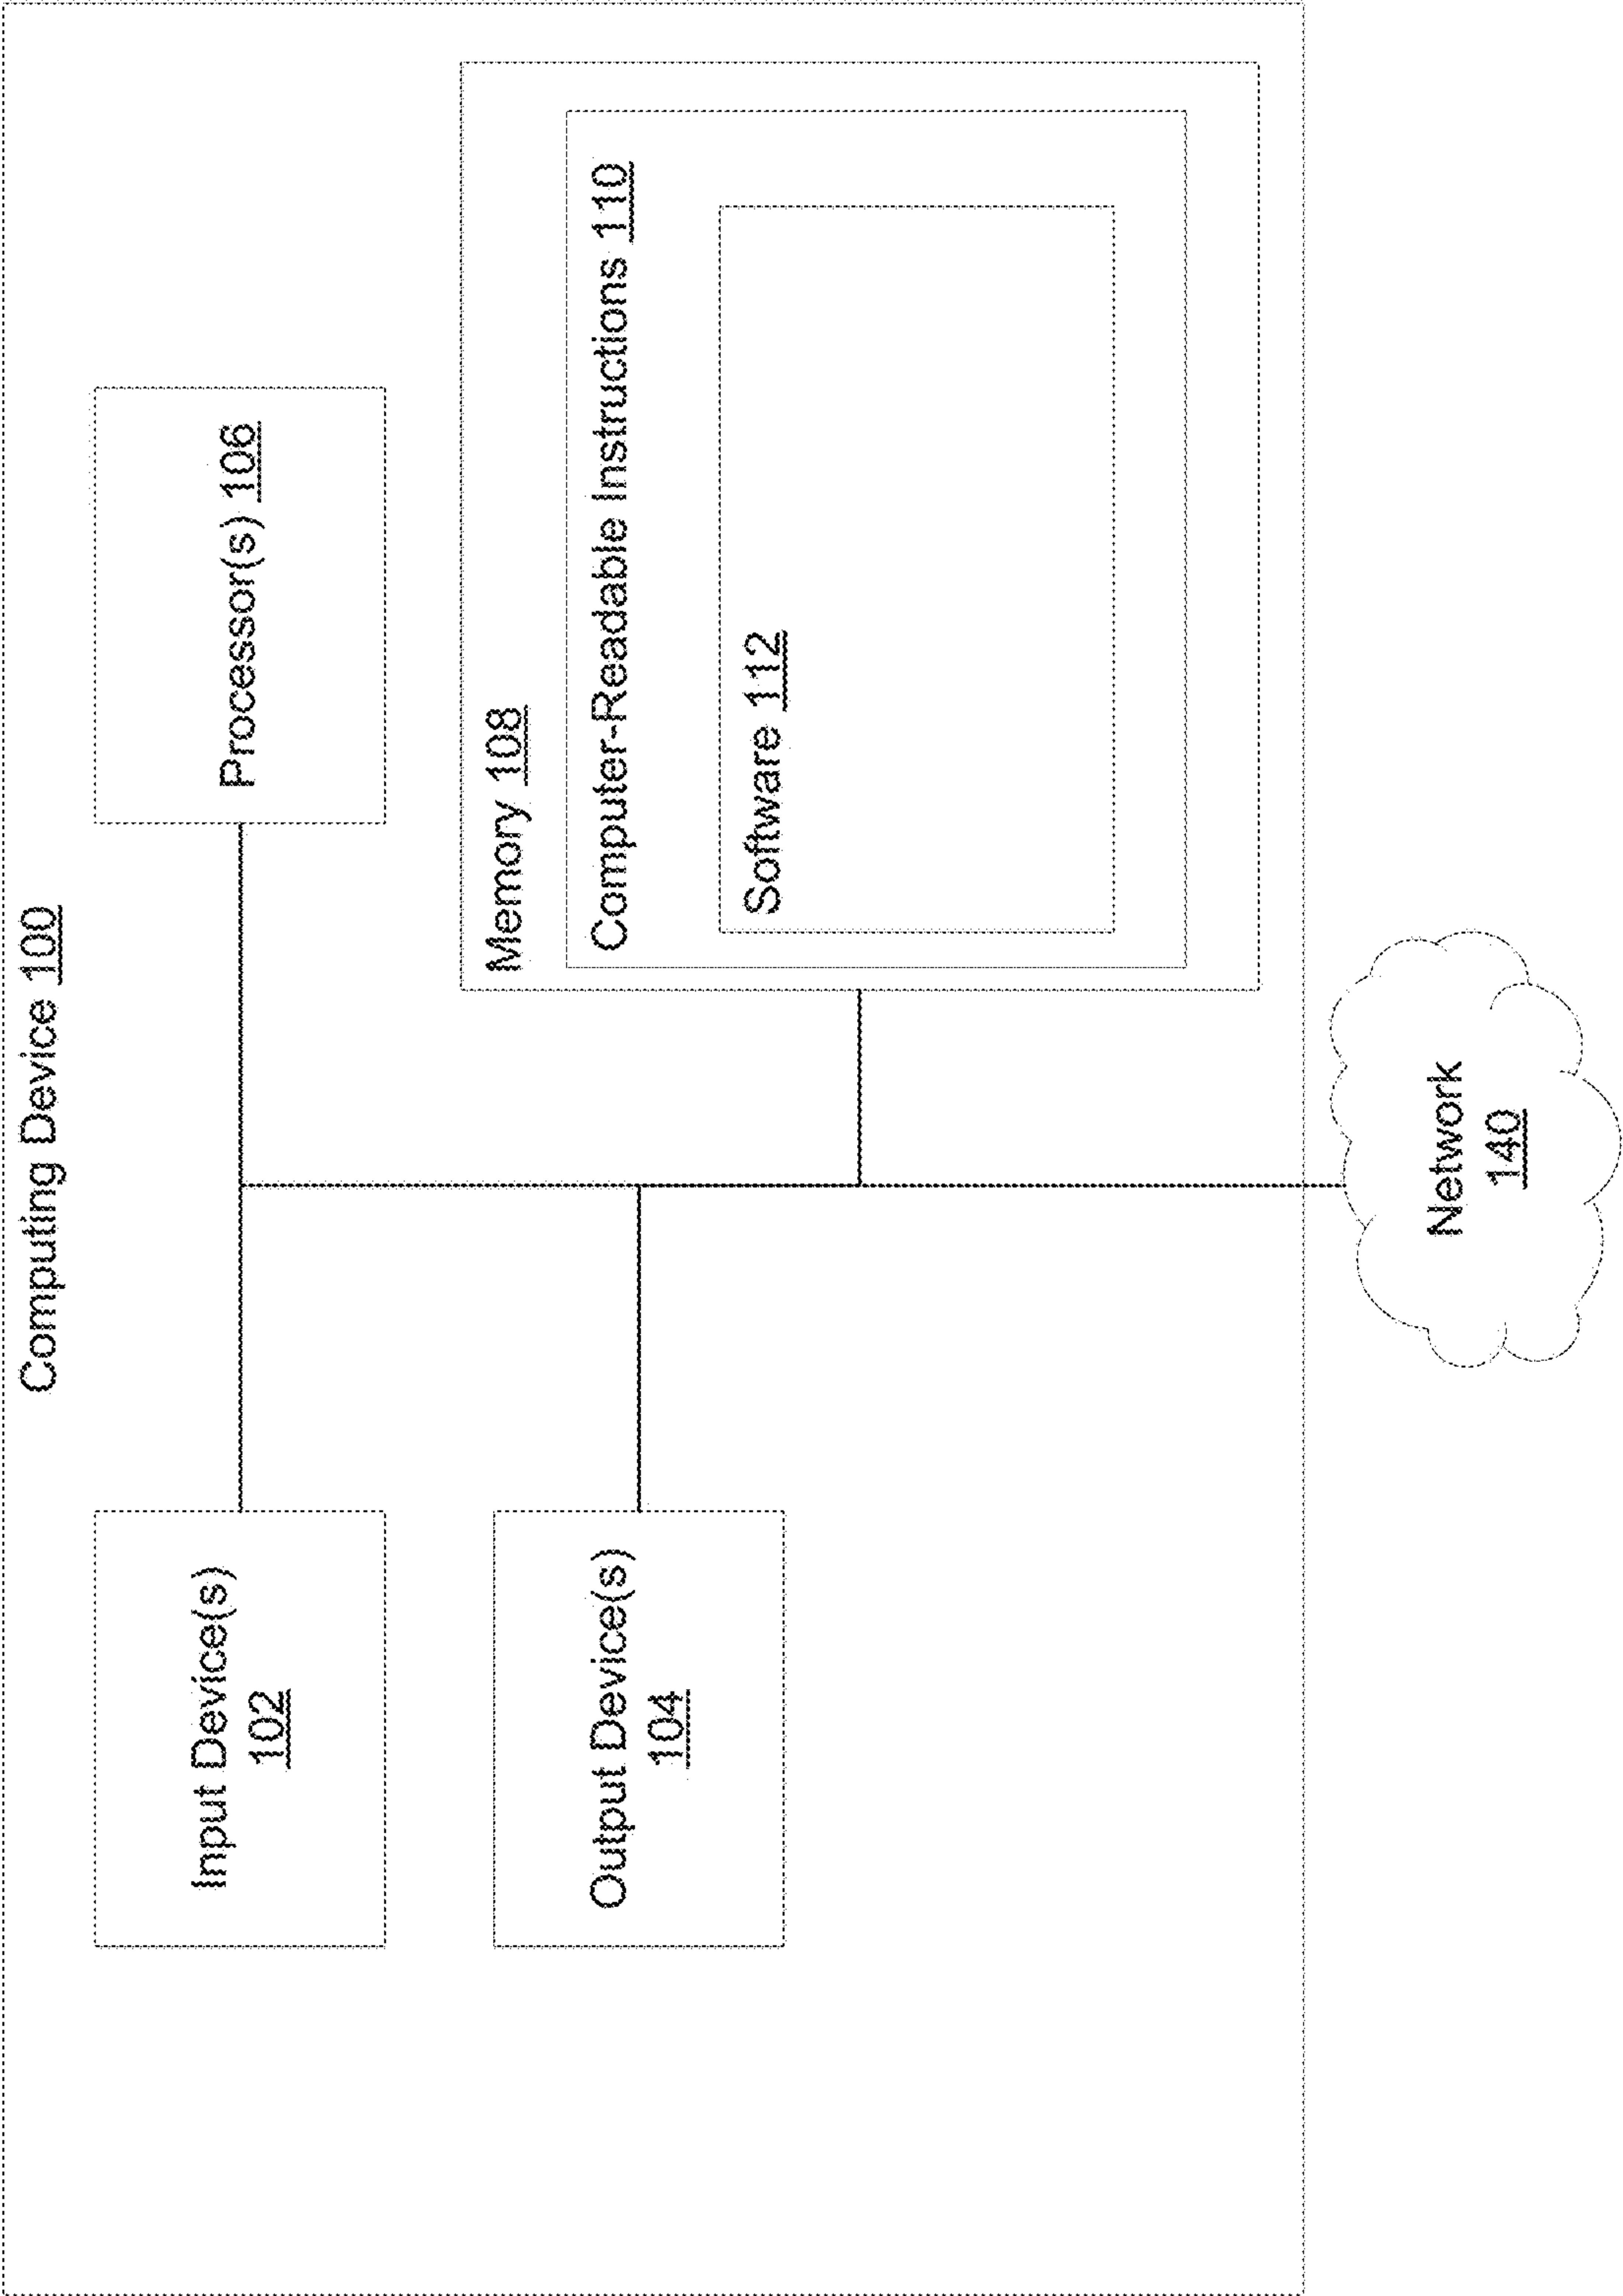 Computing Device 100
Input Device(s)
102
Processor(s) 106
Output Device(s)
104
Memory 108
Computer-Readable Instructions 110
Software 112
Network
140